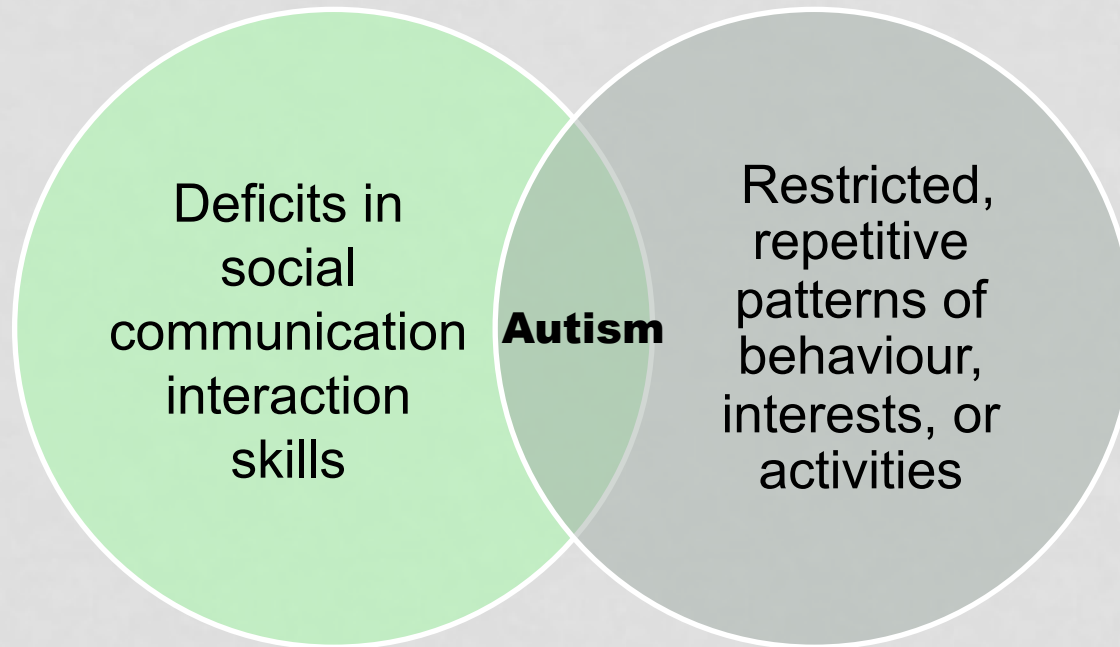 Deficits in
social
communication
interaction
skills
Autism
Restricted,
repetitive
patterns of
behaviour,
interests, or
activities